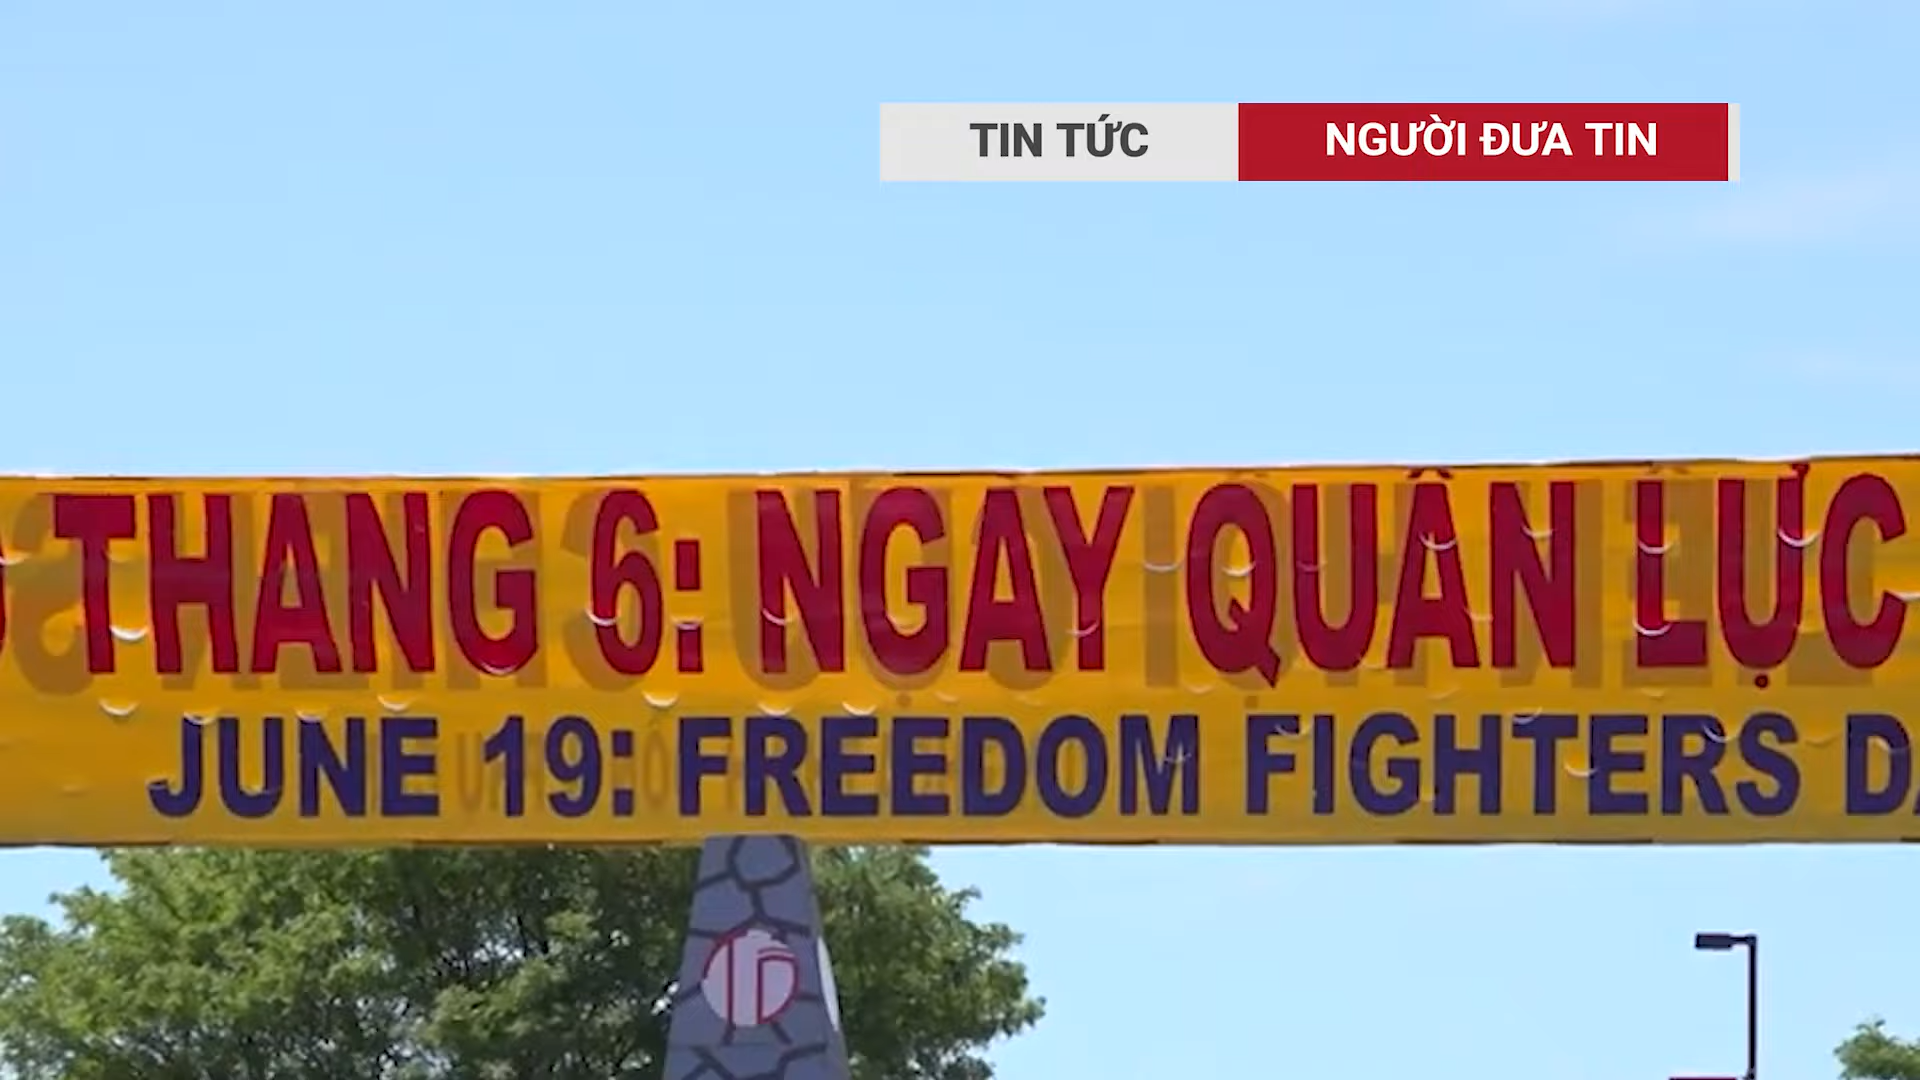 TIN TỨC NGƯỜI ĐƯA TIN
THANG 6: NGAY QUÂN LỰC
JUNE 19: FREEDOM FIGHTERS